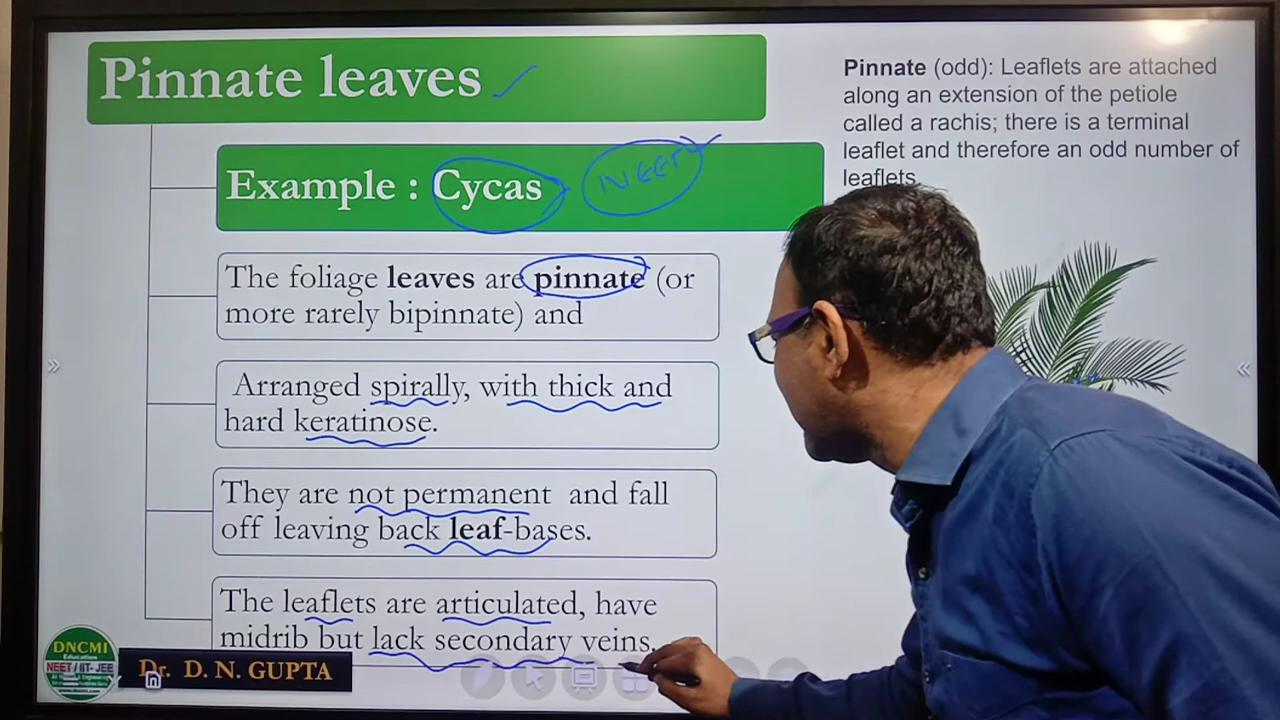 Pinnate leaves
Example : Cycas
NEET
The foliage leaves are pinnate (or
more rarely bipinnate) and
Arranged spirally, with thick and
hard keratinose.
They are not permanent and fall
off leaving back leaf-bases.
The leaflets are articulated, have
midrib but lack secondary veins.
Pinnate (odd): Leaflets are attached
along an extension of the petiole
called a rachis; there is a terminal
leaflet and therefore an odd number of
leaflets
DNCMI
Education
NEET / IIT-JEE
Dr. D. N. GUPTA